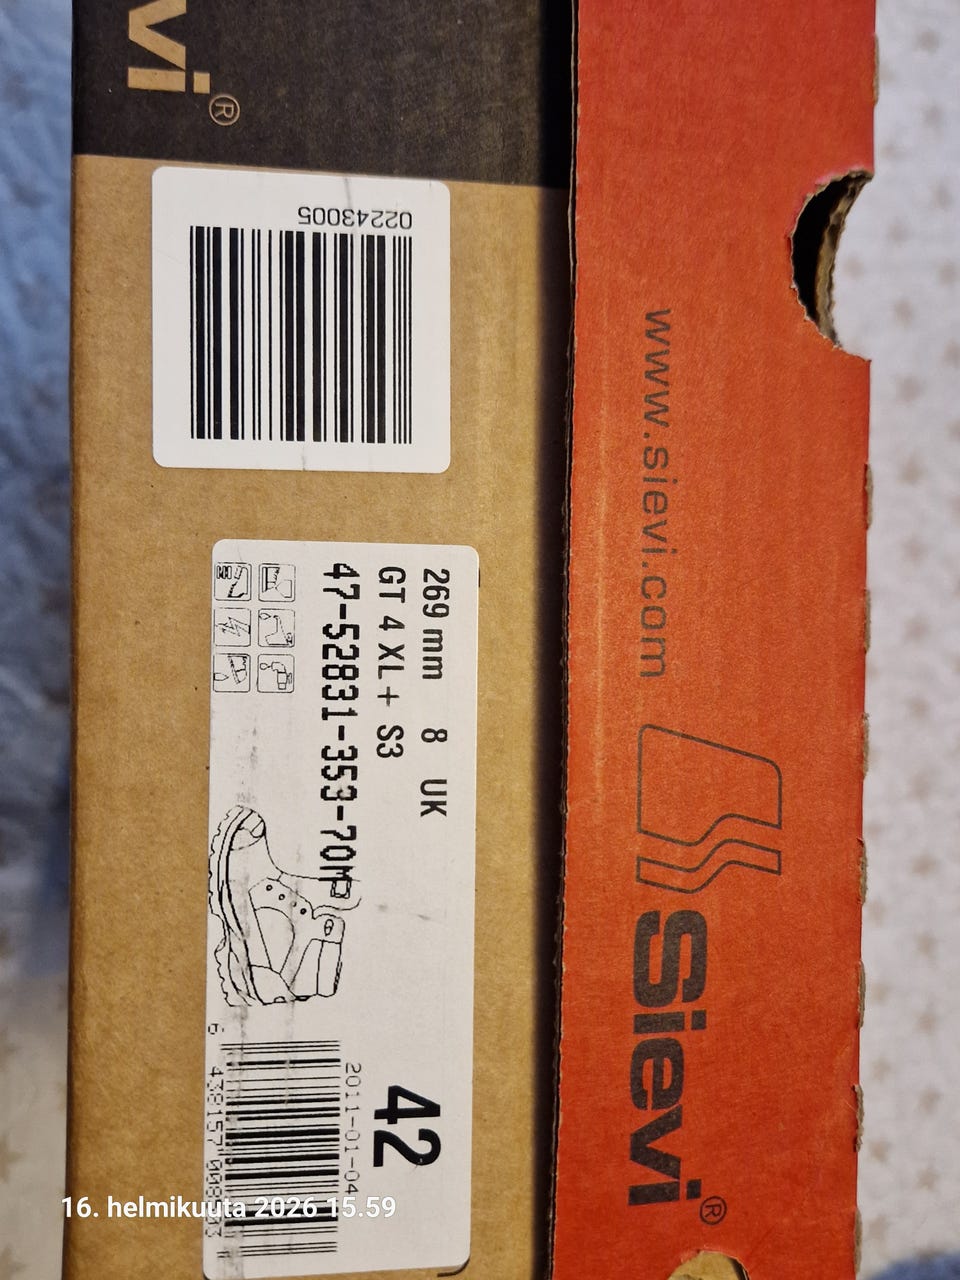 vi®
02243005
269 mm 8 UK
GT 4 XL + S3
47-52831-353-70M
42
2011-01-04
www.sievi.com
sievi®
16. helmikuuta 2026 15.59